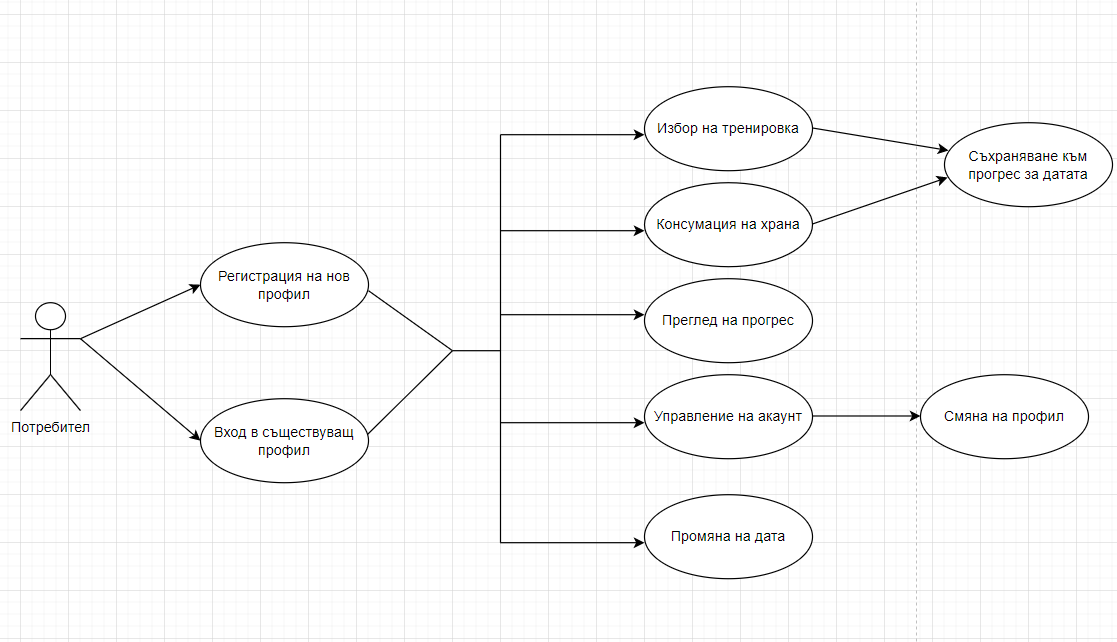 Избор на тренировка
Съхраняване към
прогрес за датата
Консумация на храна
Регистрация на нов
профил
Преглед на прогрес
Потребител
Вход в съществуващ
профил
Управление на акаунт
Смяна на профил
Промяна на дата